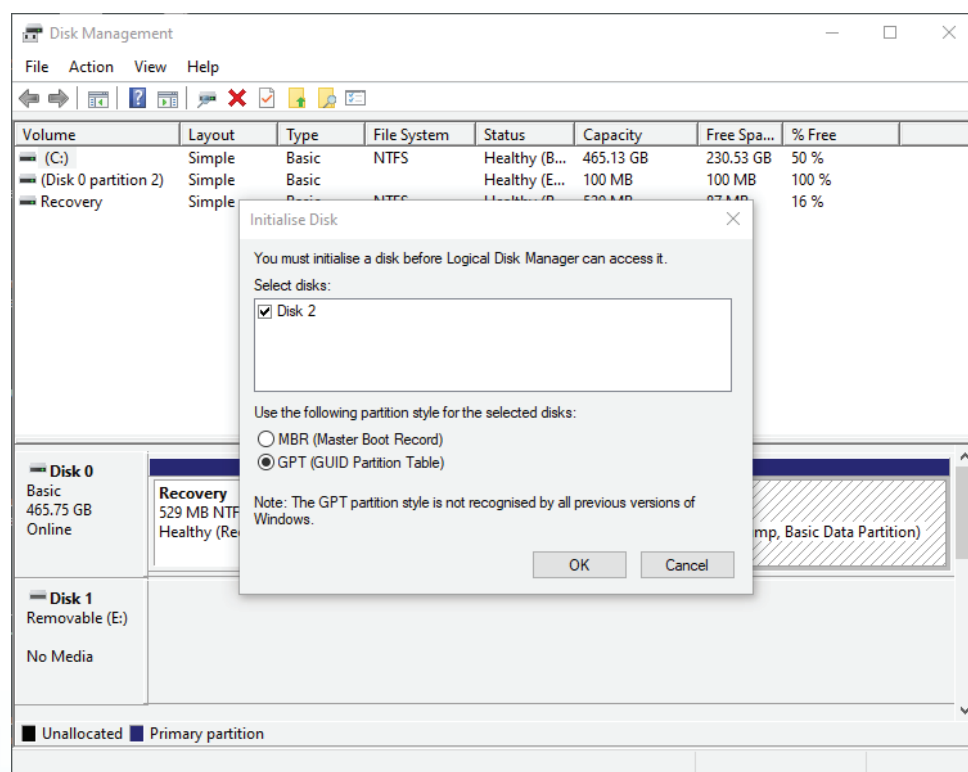 Disk Management
File Action View Help
Volume Layout Type File System Status Capacity Free Spa... % Free
(C:) Simple Basic NTFS Healthy (B... 465.13 GB 230.53 GB 50 %
(Disk 0 partition 2) Simple Basic Healthy (E... 100 MB 100 MB 100 %
Recovery Simple 16 %
Initialise Disk
You must initialise a disk before Logical Disk Manager can access it.
Select disks:
Disk 2
Use the following partition style for the selected disks:
MBR (Master Boot Record)
GPT (GUID Partition Table)
Note: The GPT partition style is not recognised by all previous versions of
Windows.
OK Cancel
Disk 0
Basic
465.75 GB
Online
Recovery
529 MB NTF
Healthy (Re
mp, Basic Data Partition)
Disk 1
Removable (E:)
No Media
Unallocated Primary partition